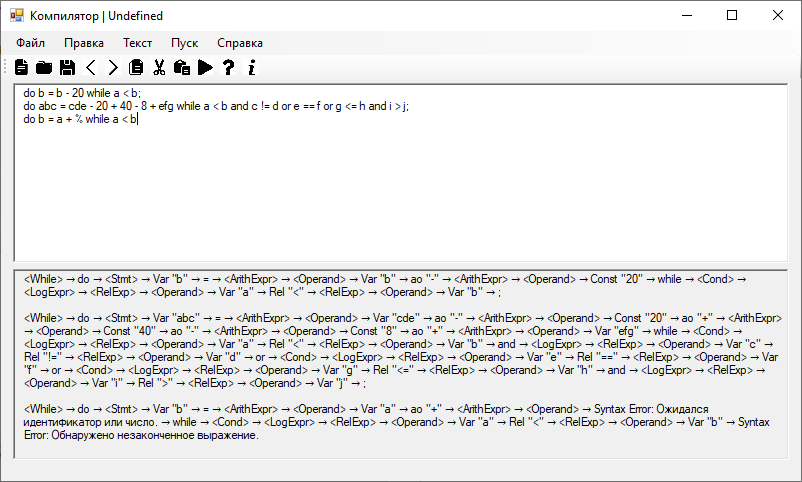 Компилятор | Undefined
Файл Правка Текст Пуск Справка
do b = b - 20 while a < b;
do abc = cde - 20 + 40 - 8 + efg while a < b and c != d or e == f or g <= h and i > j;
do b = a + % while a < b
<While> → do → <Stmt> → Var "b" → = → <ArithExpr> → <Operand> → Var "b" → ao "-" → <ArithExpr> → <Operand> → Const "20" → while → <Cond> →
<LogExpr> → <RelExp> → <Operand> → Var "a" → Rel "<" → <RelExp> → <Operand> → Var "b" → ;
<While> → do → <Stmt> → Var "abc" → = → <ArithExpr> → <Operand> → Var "cde" → ao "-" → <ArithExpr> → <Operand> → Const "20" → ao "+" → <ArithExpr>
→ <Operand> → Const "40" → ao "-" → <ArithExpr> → <Operand> → Const "8" → ao "+" → <ArithExpr> → <Operand> → Var "efg" → while → <Cond> →
<LogExpr> → <RelExp> → <Operand> → Var "a" → Rel "<" → <RelExp> → <Operand> → Var "b" → and → <LogExpr> → <RelExp> → <Operand> → Var "c" →
Rel "!=" → <RelExp> → <Operand> → Var "d" → or → <Cond> → <LogExpr> → <RelExp> → <Operand> → Var "e" → Rel "==" → <RelExp> → <Operand> → Var
"f" → or → <Cond> → <LogExpr> → <RelExp> → <Operand> → Var "g" → Rel "<=" → <RelExp> → <Operand> → Var "h" → and → <LogExpr> → <RelExp> →
<Operand> → Var "i" → Rel ">" → <RelExp> → <Operand> → Var "j" → ;
<While> → do → <Stmt> → Var "b" → = → <ArithExpr> → <Operand> → Var "a" → ao "+" → <ArithExpr> → <Operand> → Syntax Error: Ожидался
идентификатор или число. → while → <Cond> → <LogExpr> → <RelExp> → <Operand> → Var "a" → Rel "<" → <RelExp> → <Operand> → Var "b" → Syntax
Error: Обнаружено незаконченное выражение.